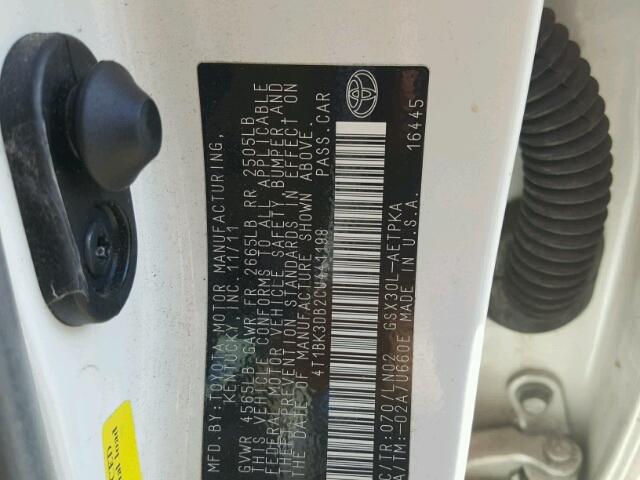 MFD.BY:TOYOTA MOTOR MANUFACTURING,
KENTUCKY, INC. 11/11
GVWR 4565LB GAWR FR 2665LB RR 2505LB
THIS VEHICLE CONFORMS TO ALL APPLICABLE
FEDERAL MOTOR VEHICLE SAFETY, BUMPER, AND
THEFT PREVENTION STANDARDS IN EFFECT ON
THE DATE OF MANUFACTURE SHOWN ABOVE.
4T1BK3DB2CU441198 PASS.CAR
C/TR:070/LN02 GSX30L-AETPKA
A/TM:-02A/U660E MADE IN U.S.A.
16445